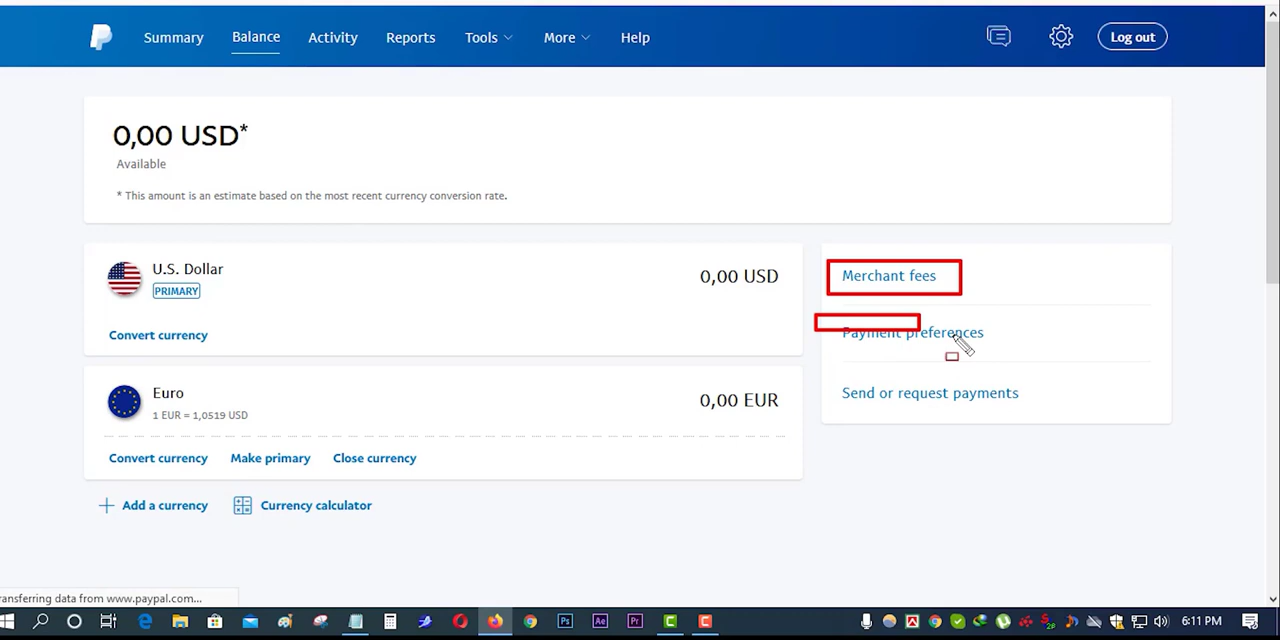 Summary Balance Activity Reports Tools More Help Log out
0,00 USD*
Available
* This amount is an estimate based on the most recent currency conversion rate.
U.S. Dollar 0,00 USD
PRIMARY
Convert currency
Euro 0,00 EUR
1 EUR = 1,0519 USD
Convert currency Make primary Close currency
Add a currency Currency calculator
Merchant fees
Payment preferences
Send or request payments
ransferring data from www.paypal.com...
Ps Ae Pr 6:11 PM